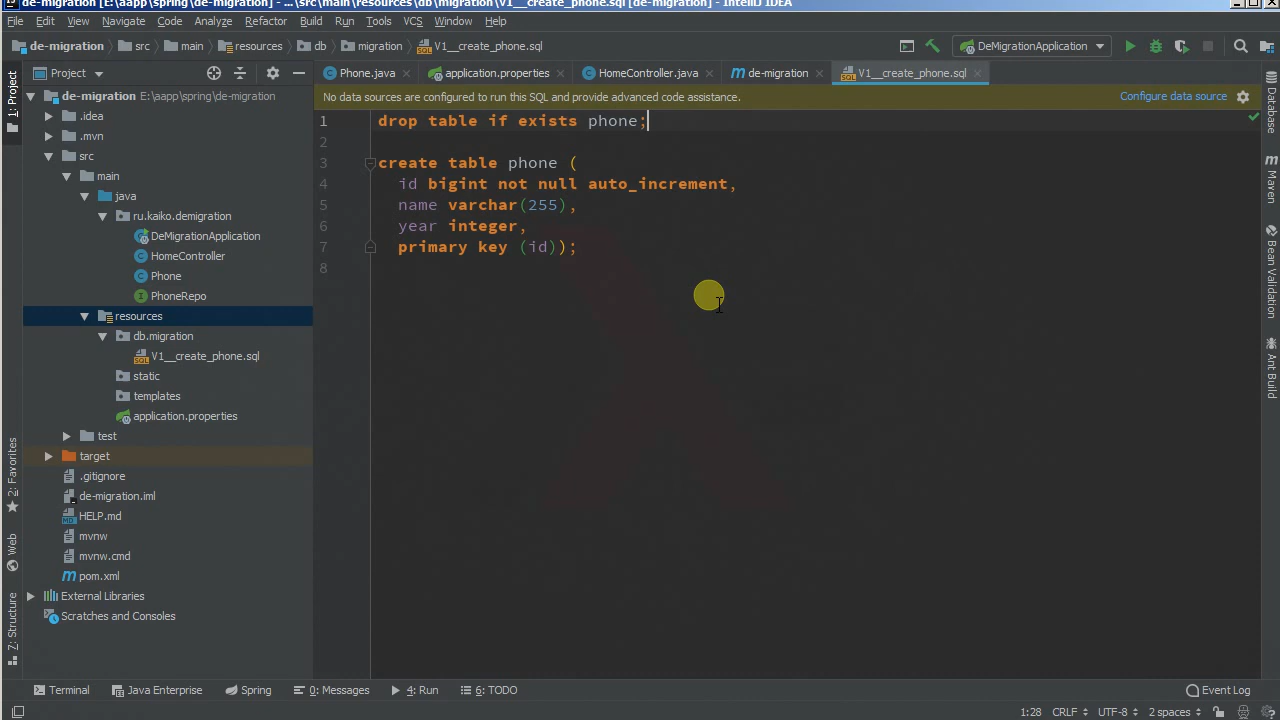 de-migration [E:\aapp\spring\de-migration] - ...\src\main\resources\db\migration\V1__create_phone.sql [de-migration] - IntelliJ IDEA
File Edit View Navigate Code Analyze Refactor Build Run Tools VCS Window Help
de-migration src main resources db migration V1__create_phone.sql DeMigrationApplication
1: Project
Project
Phone.java application.properties HomeController.java de-migration V1__create_phone.sql
No data sources are configured to run this SQL and provide advanced code assistance. Configure data source
de-migration E:\aapp\spring\de-migration
.idea
.mvn
src
main
java
ru.kaiko.demigration
DeMigrationApplication
HomeController
Phone
PhoneRepo
resources
db.migration
V1__create_phone.sql
static
templates
application.properties
test
target
.gitignore
de-migration.iml
HELP.md
mvnw
mvnw.cmd
pom.xml
External Libraries
Scratches and Consoles
1 drop table if exists phone;
2
3 create table phone (
4 id bigint not null auto_increment,
5 name varchar(255),
6 year integer,
7 primary key (id));
8
Database
Maven
Bean Validation
Ant Build
2: Favorites
Web
7: Structure
Terminal Java Enterprise Spring 0: Messages 4: Run 6: TODO Event Log
1:28 CRLF UTF-8 2 spaces